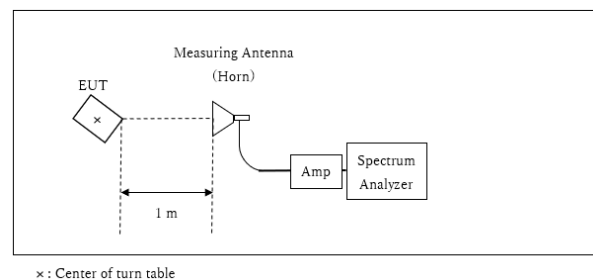 Measuring Antenna
(Horn)
EUT
×
Amp
Spectrum
Analyzer
1 m
× : Center of turn table